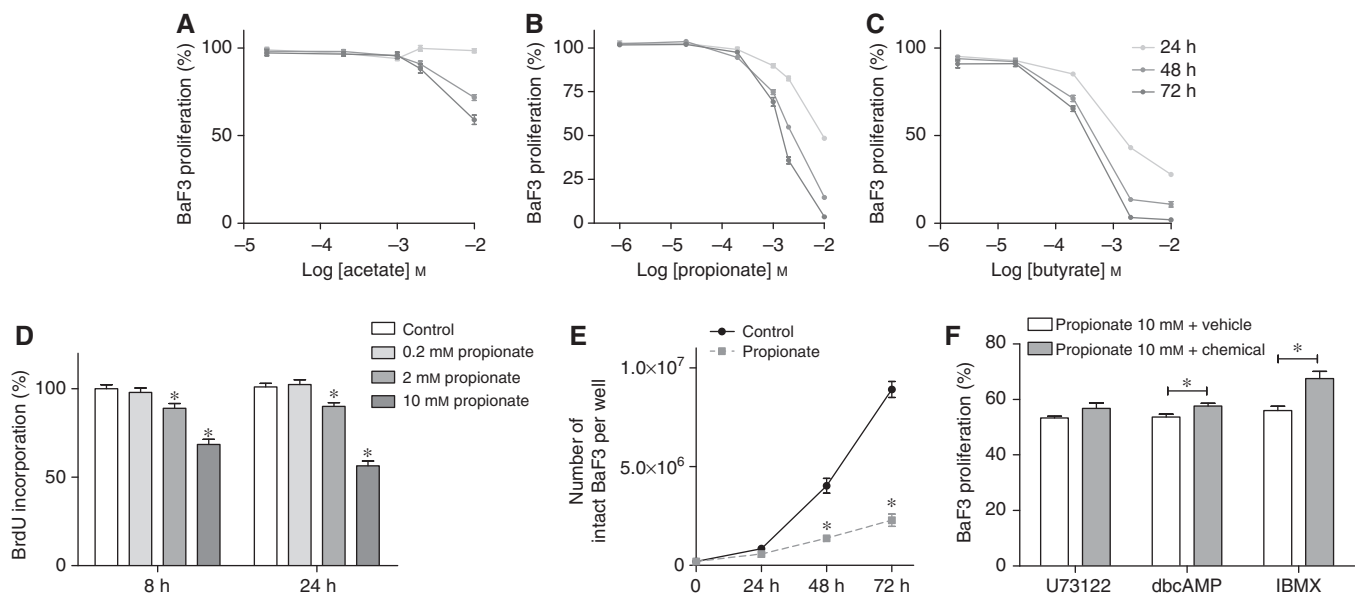 A
BaF3 proliferation (%)
100
50
0
–5
–4
–3
–2
Log [acetate] M
B
BaF3 proliferation (%)
100
75
50
25
0
–6
–5
–4
–3
–2
Log [propionate] M
C
BaF3 proliferation (%)
100
50
0
–6
–5
–4
–3
–2
Log [butyrate] M
24 h
48 h
72 h
D
Control
0.2 mM propionate
2 mM propionate
10 mM propionate
BrdU incorporation (%)
100
50
0
*
*
*
*
8 h
24 h
E
Control
Propionate
Number of
intact BaF3 per well
1.0×10⁷
5.0×10⁶
0
*
*
0
24 h
48 h
72 h
F
Propionate 10 mM + vehicle
Propionate 10 mM + chemical
BaF3 proliferation (%)
80
60
40
20
0
*
*
U73122
dbcAMP
IBMX